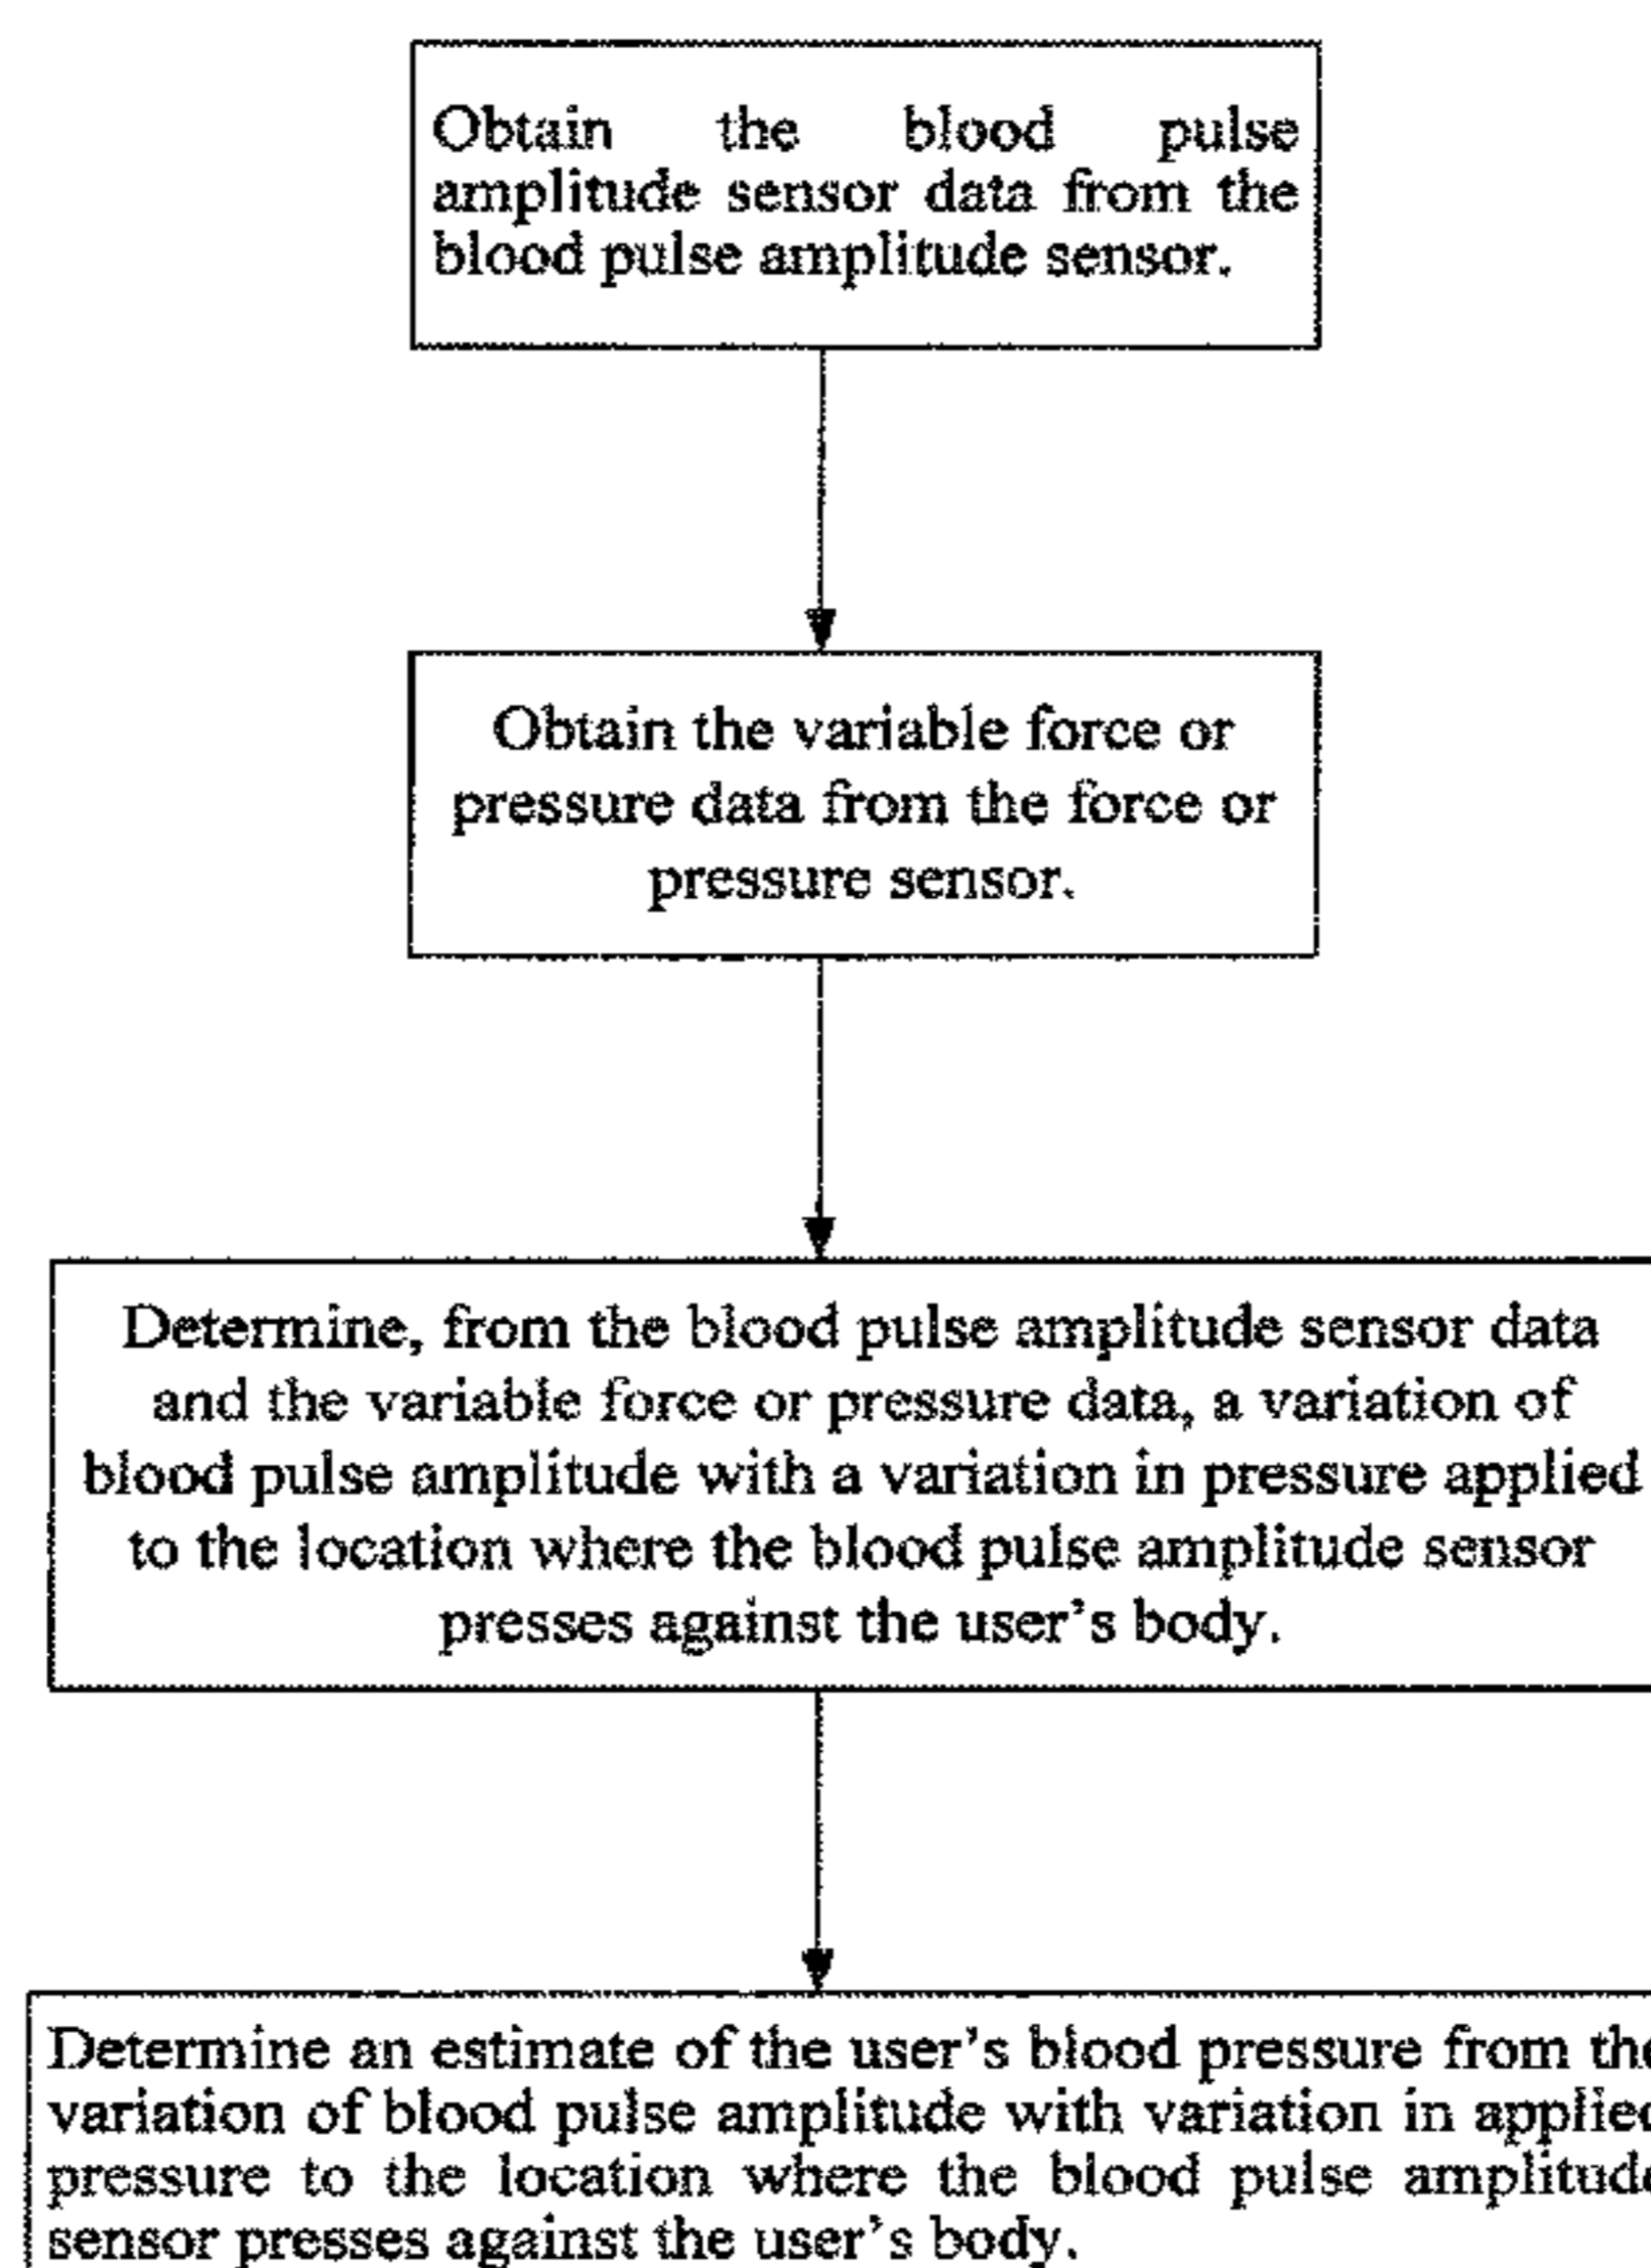 Obtain the blood pulse
amplitude sensor data from the
blood pulse amplitude sensor.
Obtain the variable force or
pressure data from the force or
pressure sensor.
Determine, from the blood pulse amplitude sensor data
and the variable force or pressure data, a variation of
blood pulse amplitude with a variation in pressure applied
to the location where the blood pulse amplitude sensor
presses against the user's body.
Determine an estimate of the user's blood pressure from the
variation of blood pulse amplitude with variation in applied
pressure to the location where the blood pulse amplitude
sensor presses against the user's body.